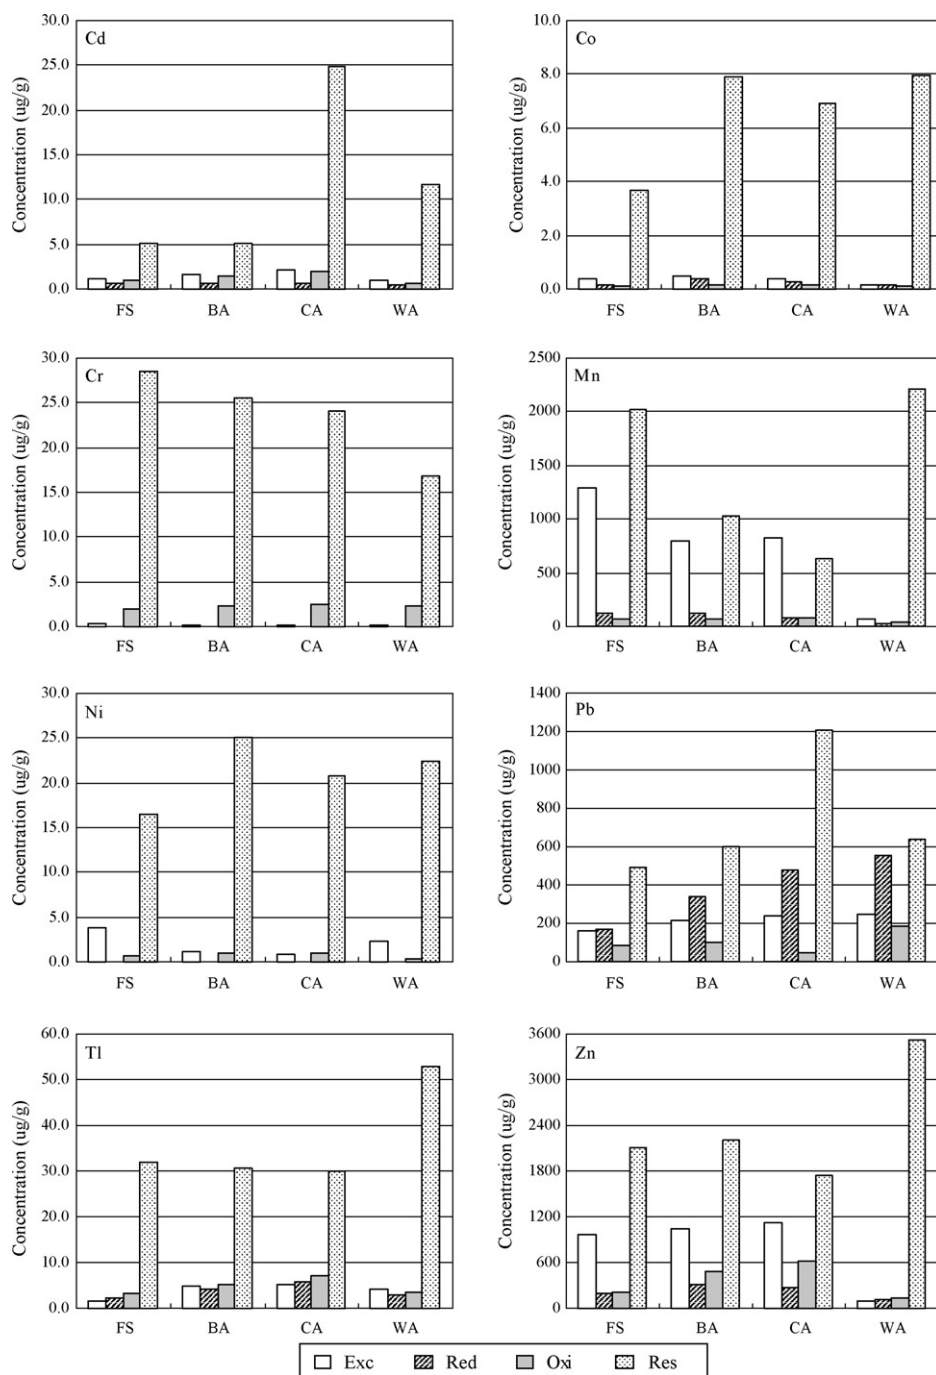 Cd
Concentration (ug/g)
30.0
25.0
20.0
15.0
10.0
5.0
0.0
FS BA CA WA
Co
Concentration (ug/g)
10.0
8.0
6.0
4.0
2.0
0.0
FS BA CA WA
Cr
Concentration (ug/g)
30.0
25.0
20.0
15.0
10.0
5.0
0.0
FS BA CA WA
Mn
Concentration (ug/g)
2500
2000
1500
1000
500
0
FS BA CA WA
Ni
Concentration (ug/g)
30.0
25.0
20.0
15.0
10.0
5.0
0.0
FS BA CA WA
Pb
Concentration (ug/g)
1400
1200
1000
800
600
400
200
0
FS BA CA WA
Tl
Concentration (ug/g)
60.0
50.0
40.0
30.0
20.0
10.0
0.0
FS BA CA WA
Zn
Concentration (ug/g)
3600
3000
2400
1800
1200
600
0
FS BA CA WA
Exc Red Oxi Res